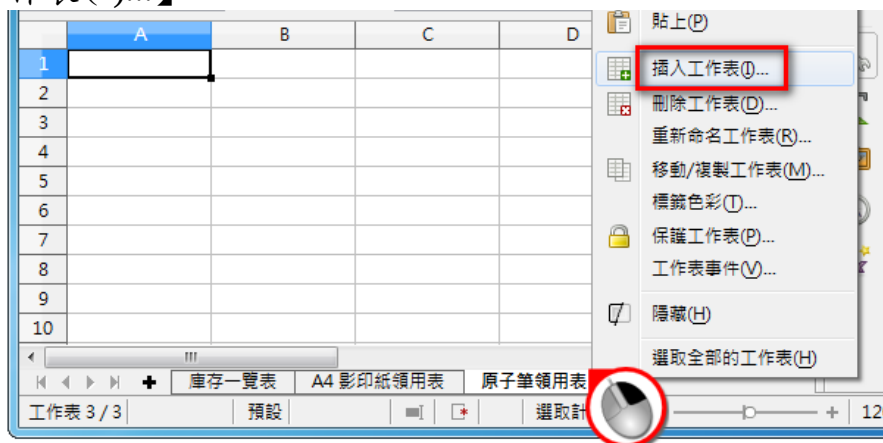 貼上(P)
A B C D
插入工作表(I)...
刪除工作表(D)...
重新命名工作表(R)...
移動/複製工作表(M)...
標籤色彩(T)...
保護工作表(P)...
工作表事件(V)...
隱藏(H)
選取全部的工作表(H)
1
2
3
4
5
6
7
8
9
10
庫存一覽表 A4 影印紙領用表 原子筆領用表
工作表 3 / 3 預設 選取計